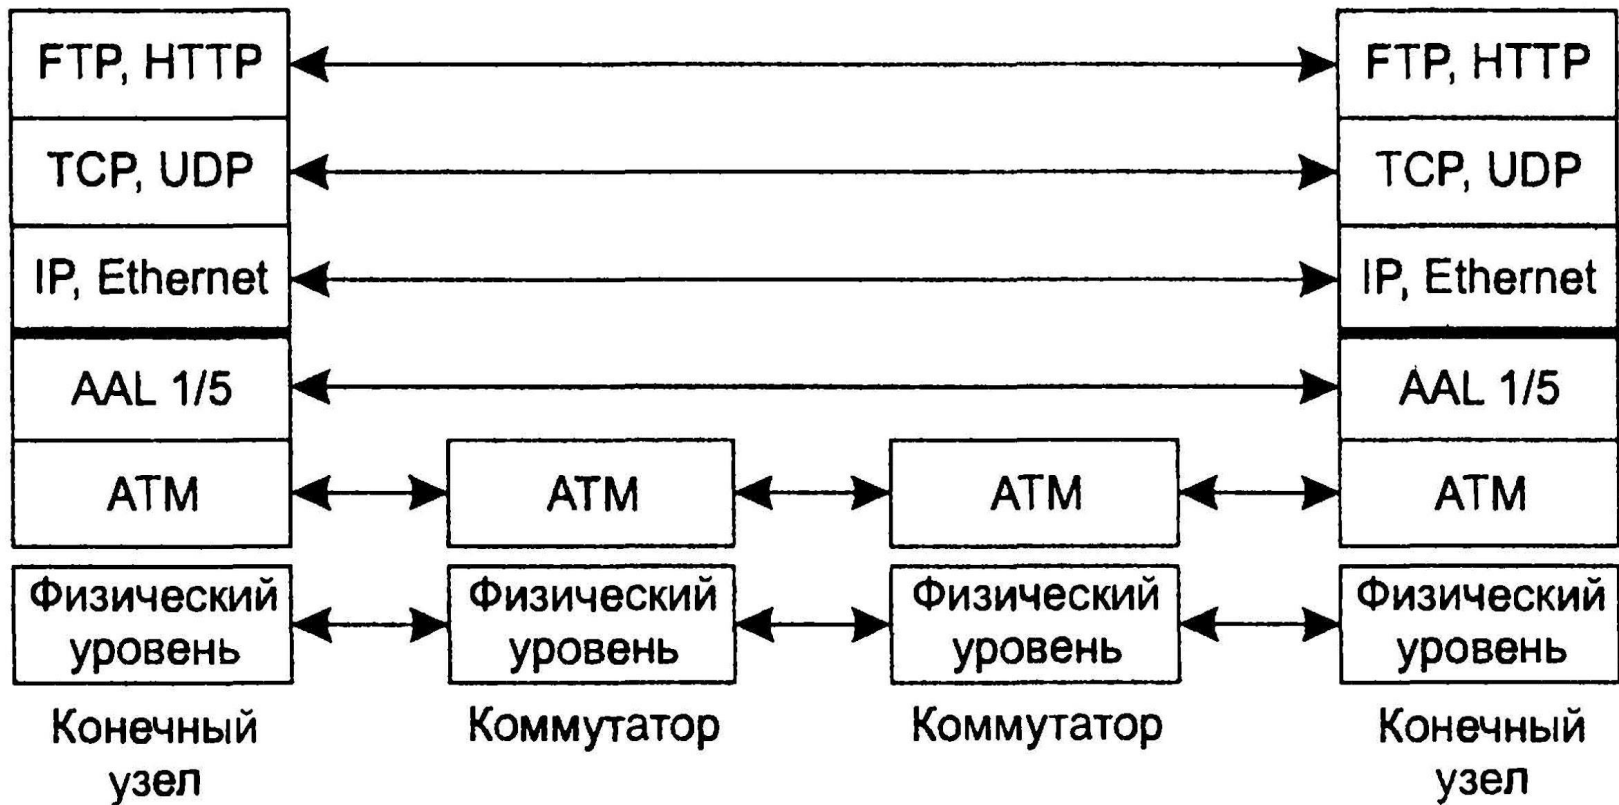 FTP, HTTP
FTP, HTTP
TCP, UDP
TCP, UDP
IP, Ethernet
IP, Ethernet
AAL 1/5
AAL 1/5
ATM
ATM
ATM
ATM
Физический
уровень
Физический
уровень
Физический
уровень
Физический
уровень
Конечный
узел
Коммутатор
Коммутатор
Конечный
узел